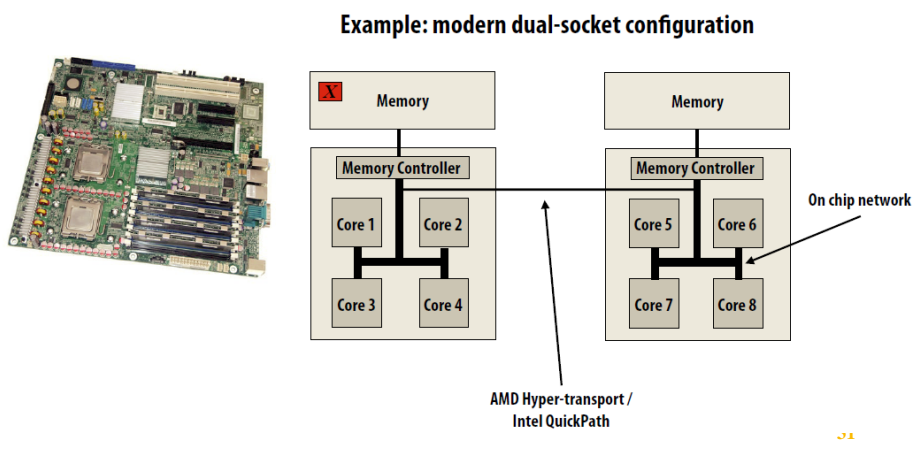 Example: modern dual-socket configuration
X
Memory
Memory
Memory Controller
Memory Controller
On chip network
Core 1
Core 2
Core 5
Core 6
Core 3
Core 4
Core 7
Core 8
AMD Hyper-transport /
Intel QuickPath